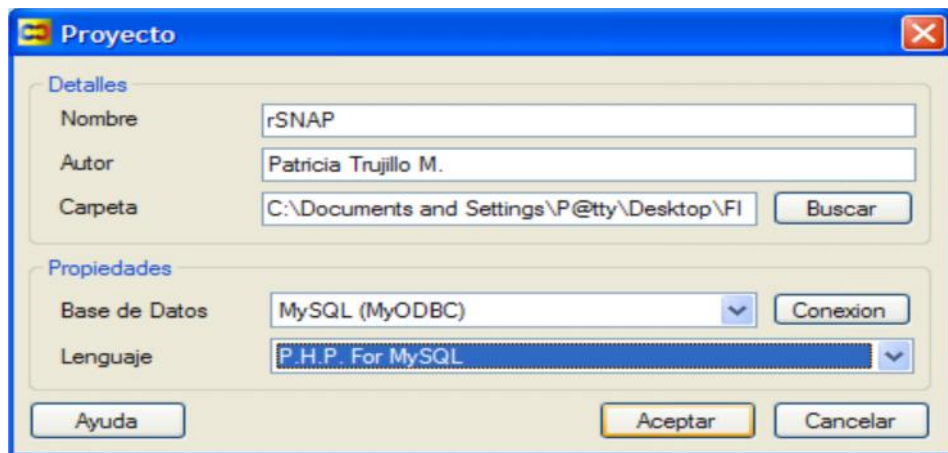 Proyecto
Detalles
Nombre rSNAP
Autor Patricia Trujillo M.
Carpeta C:\Documents and Settings\P@tty\Desktop\FI Buscar
Propiedades
Base de Datos MySQL (MyODBC) Conexion
Lenguaje P.H.P. For MySQL
Ayuda Aceptar Cancelar